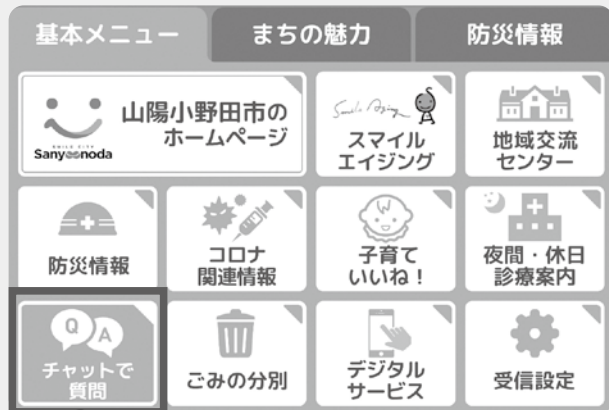 基本メニュー
まちの魅力
防災情報
山陽小野田市の
ホームページ
SMILE CITY
Sanyoonoda
Smile Aging
スマイル
エイジング
地域交流
センター
防災情報
コロナ
関連情報
子育て
いいね！
夜間・休日
診療案内
Q
A
チャットで
質問
ごみの分別
デジタル
サービス
受信設定